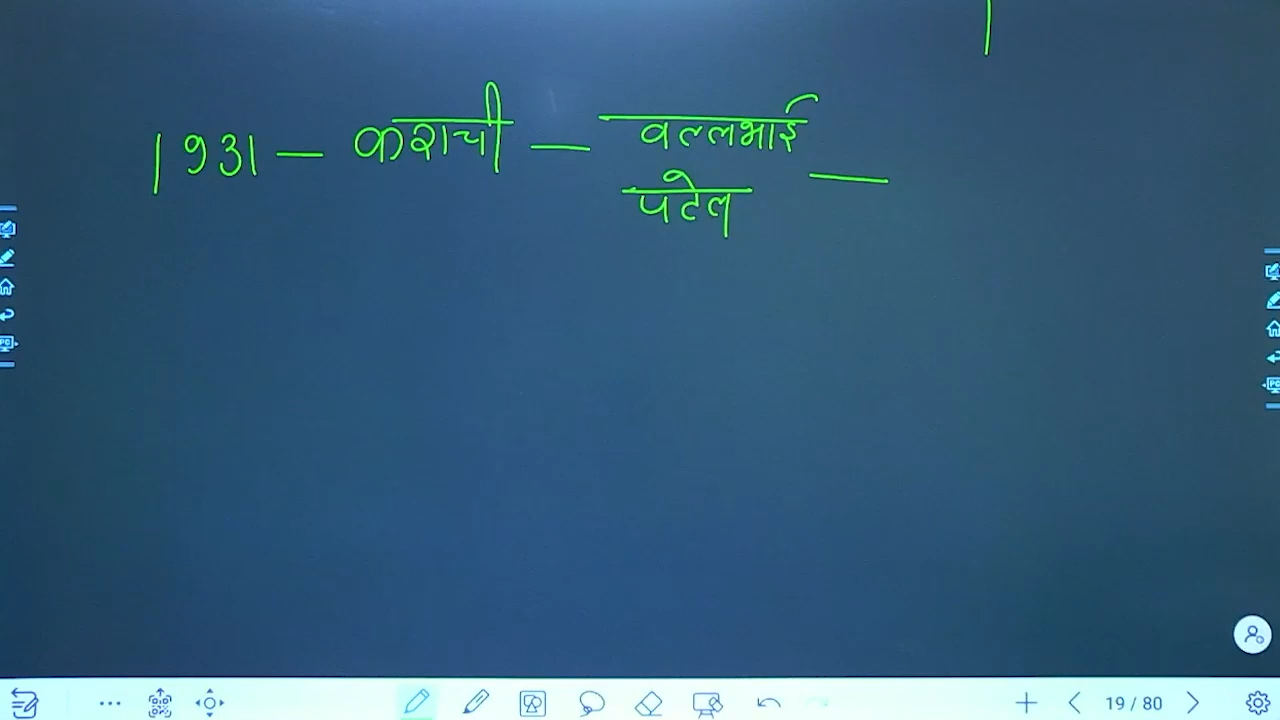 1931 — कराची — वल्लभाई —
पटेल
19 / 80